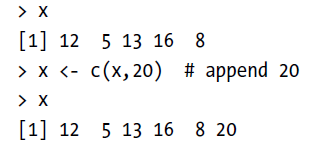 > x
[1] 12  5 13 16  8
> x <- c(x,20)  # append 20
> x
[1] 12  5 13 16  8 20